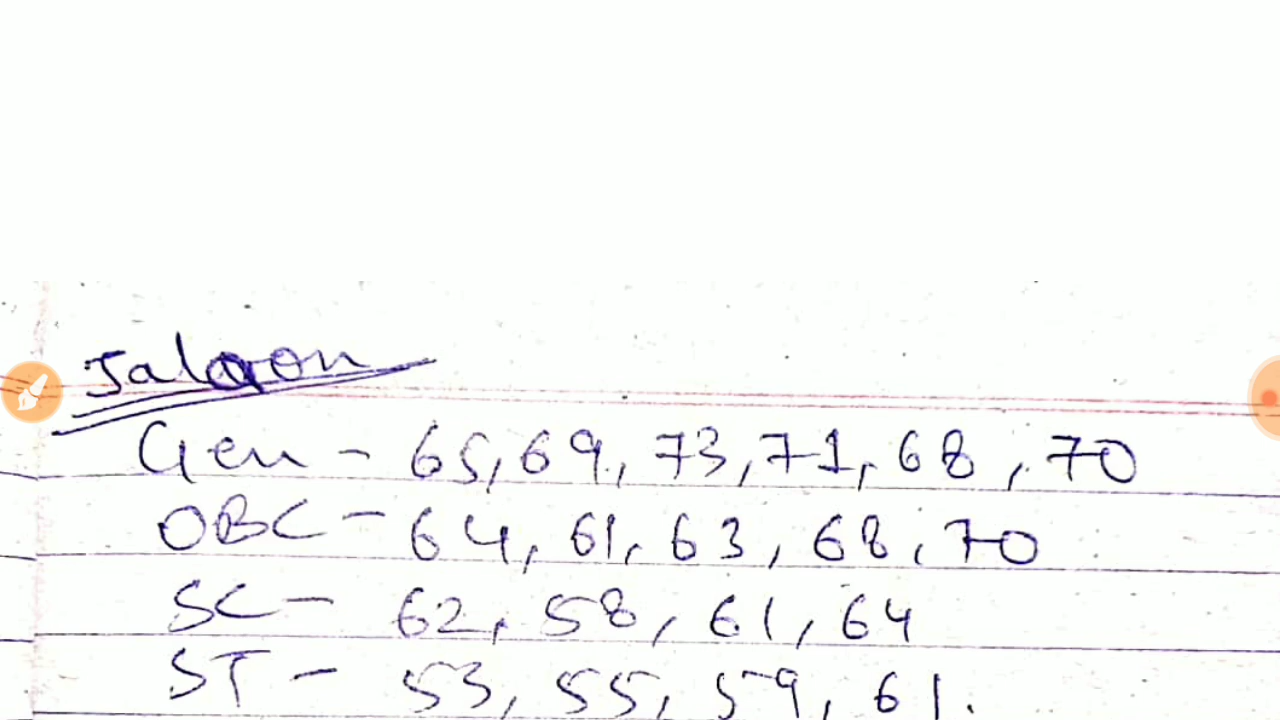 Jalaon
Gen - 65, 69, 73, 71, 68, 70
OBC - 64, 61, 63, 68, 70
SC - 62, 58, 61, 64
ST - 53, 55, 59, 61.